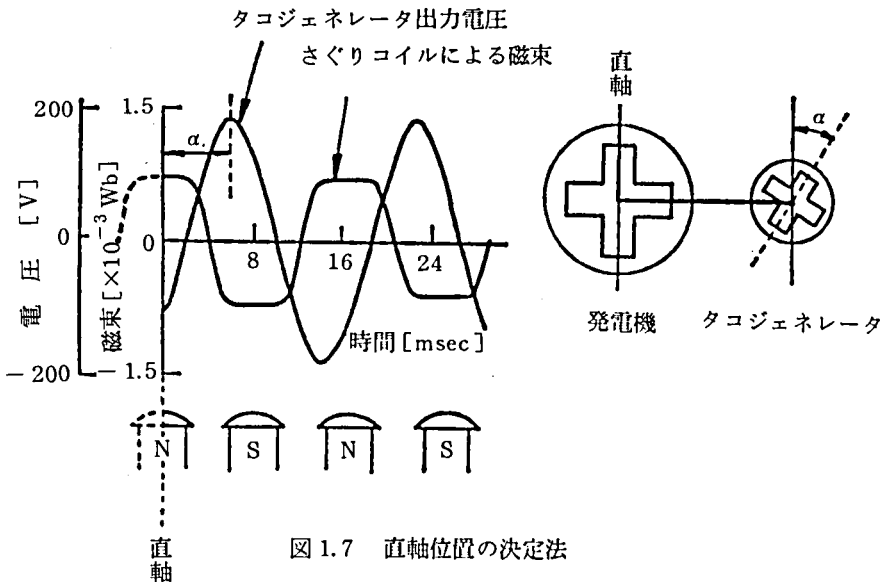 タコジェネレータ出力電圧
さぐりコイルによる磁束
直軸
200
1.5
α
α
電圧 [V]
磁束[×10⁻³Wb]
0
0
8
16
24
時間[msec]
発電機
タコジェネレータ
-200
-1.5
N
S
N
S
直軸
図 1.7 直軸位置の決定法